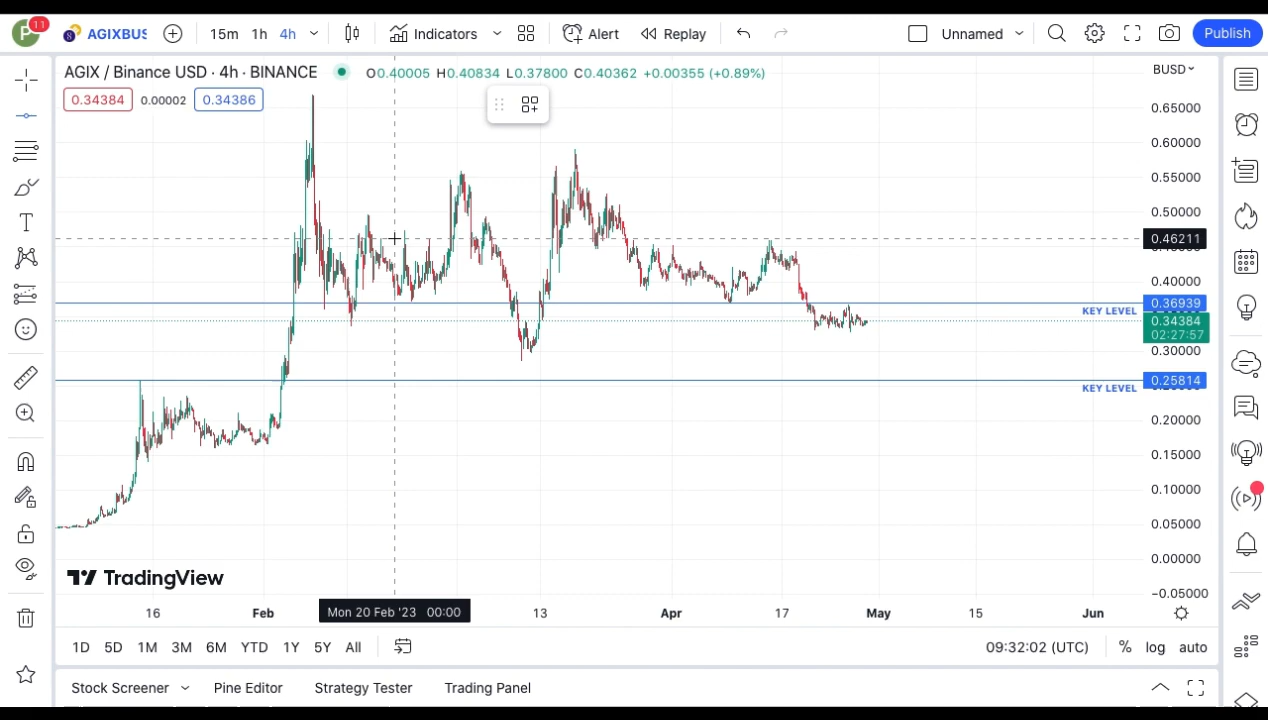 P 11 AGIXBUS 15m 1h 4h Indicators Alert Replay Unnamed Publish
AGIX / Binance USD · 4h · BINANCE O0.40005 H0.40834 L0.37800 C0.40362 +0.00355 (+0.89%) BUSD
0.34384 0.00002 0.34386
0.65000
0.60000
0.55000
0.50000
0.46211
0.40000
0.36939
KEY LEVEL
0.34384
02:27:57
0.30000
0.25814
KEY LEVEL
0.20000
0.15000
0.10000
0.05000
0.00000
TradingView
-0.05000
16 Feb Mon 20 Feb '23 00:00 13 Apr 17 May 15 Jun
1D 5D 1M 3M 6M YTD 1Y 5Y All 09:32:02 (UTC) % log auto
Stock Screener Pine Editor Strategy Tester Trading Panel